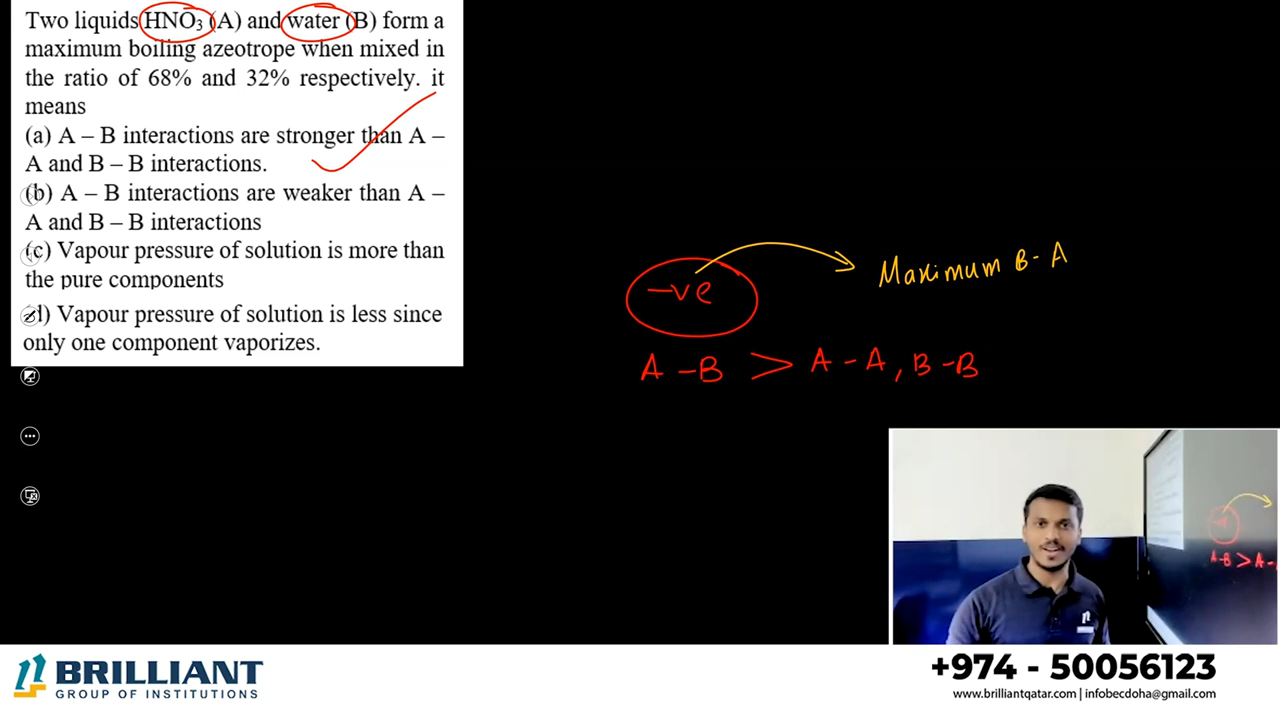 Two liquids HNO3 (A) and water (B) form a
maximum boiling azeotrope when mixed in
the ratio of 68% and 32% respectively. it
means
(a) A – B interactions are stronger than A –
A and B – B interactions.
(b) A – B interactions are weaker than A –
A and B – B interactions
(c) Vapour pressure of solution is more than
the pure components
d) Vapour pressure of solution is less since
only one component vaporizes.
-ve
Maximum B-A
A-B > A-A, B-B
A-B > A-
BRILLIANT
GROUP OF INSTITUTIONS
+974 - 50056123
www.brilliantqatar.com | infobecdoha@gmail.com